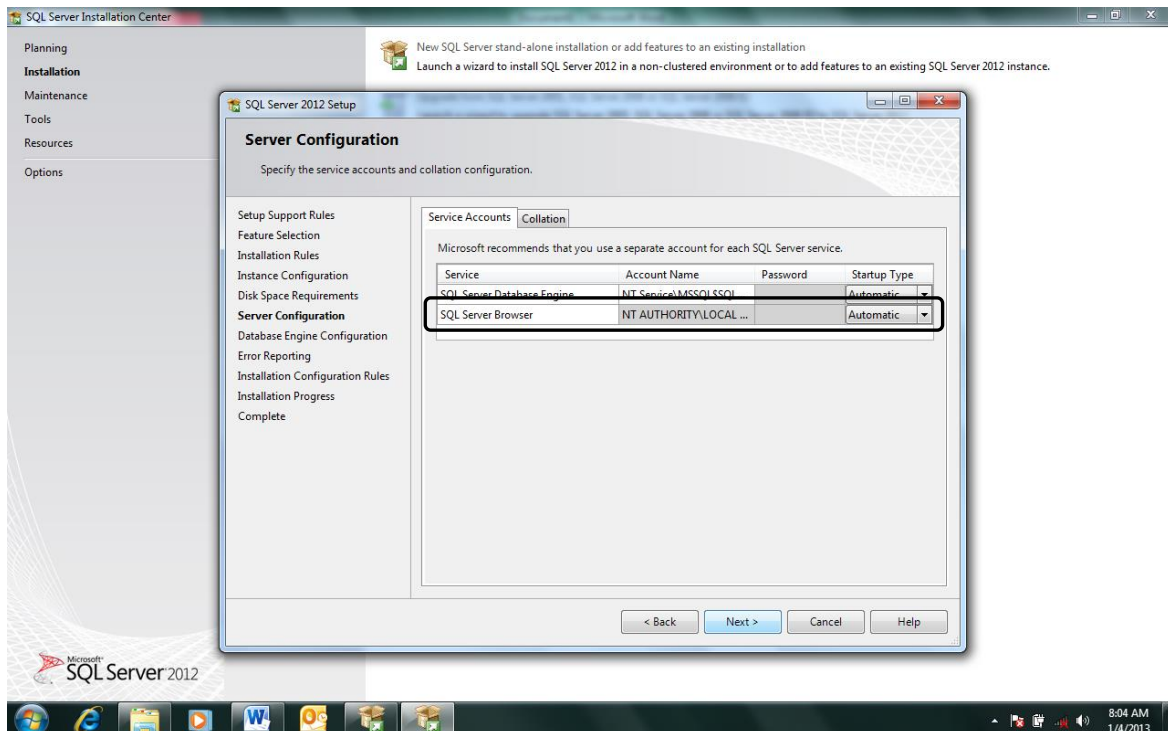 SQL Server Installation Center
Planning
Installation
Maintenance
Tools
Resources
Options
New SQL Server stand-alone installation or add features to an existing installation
Launch a wizard to install SQL Server 2012 in a non-clustered environment or to add features to an existing SQL Server 2012 instance.
SQL Server 2012 Setup
Server Configuration
Specify the service accounts and collation configuration.
Setup Support Rules
Feature Selection
Installation Rules
Instance Configuration
Disk Space Requirements
Server Configuration
Database Engine Configuration
Error Reporting
Installation Configuration Rules
Installation Progress
Complete
Service Accounts Collation
Microsoft recommends that you use a separate account for each SQL Server service.
Service Account Name Password Startup Type
SQL Server Database Engine NT Service\MSSQL$SQL... Automatic
SQL Server Browser NT AUTHORITY\LOCAL ... Automatic
< Back Next > Cancel Help
Microsoft
SQL Server 2012
8:04 AM
1/4/2013